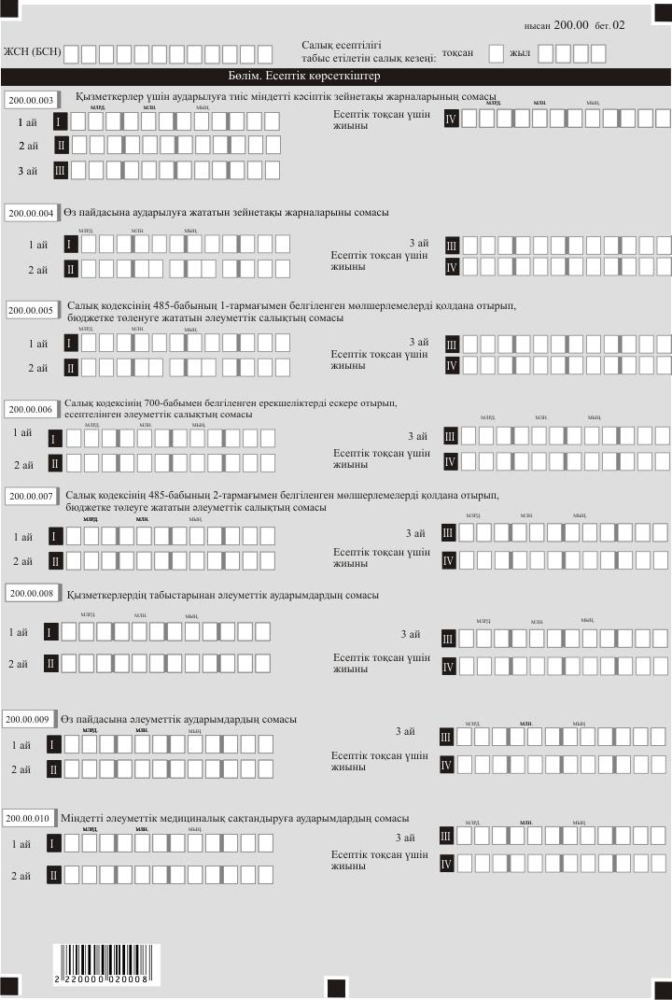 нысан 200.00 бет. 02
ЖСН (БСН)
Салық есептілігі
табыс етілетін салық кезеңі: тоқсан жыл
Бөлім. Есептік көрсеткіштер
200.00.003 Қызметкерлер үшін аударылуға тиіс міндетті кәсіптік зейнетақы жарналарының сомасы
МЛРД. МЛН. МЫҢ. МЛРД. МЛН. МЫҢ.
1 ай I Есептік тоқсан үшін жиыны IV
2 ай II
3 ай III
200.00.004 Өз пайдасына аударылуға жататын зейнетақы жарналарыны сомасы
МЛРД. МЛН. МЫҢ.
1 ай I 3 ай III
2 ай II Есептік тоқсан үшін жиыны IV
200.00.005 Салық кодексінің 485-бабының 1-тармағымен белгіленген мөлшерлемелерді қолдана отырып,
бюджетке төленуге жататын әлеуметтік салықтың сомасы
МЛРД. МЛН. МЫҢ.
1 ай I 3 ай III
2 ай II Есептік тоқсан үшін жиыны IV
200.00.006 Салық кодексінің 700-бабымен белгіленген ерекшеліктерді ескере отырып,
есептелінген әлеуметтік салықтың сомасы
МЛРД. МЛН. МЫҢ. МЛРД. МЛН. МЫҢ.
1 ай I 3 ай III
2 ай II Есептік тоқсан үшін жиыны IV
200.00.007 Салық кодексінің 485-бабының 2-тармағымен белгіленген мөлшерлемелерді қолдана отырып,
бюджетке төлеуге жататын әлеуметтік салықтың сомасы
МЛРД. МЛН. МЫҢ. МЛРД. МЛН. МЫҢ.
1 ай I 3 ай III
2 ай II Есептік тоқсан үшін жиыны IV
200.00.008 Қызметкерлердің табыстарынан әлеуметтік аударымдардың сомасы
МЛРД. МЛН. МЫҢ. МЛРД. МЛН. МЫҢ.
1 ай I 3 ай III
2 ай II Есептік тоқсан үшін жиыны IV
200.00.009 Өз пайдасына әлеуметтік аударымдардың сомасы
МЛРД. МЛН. МЫҢ. МЛРД. МЛН. МЫҢ.
1 ай I 3 ай III
2 ай II Есептік тоқсан үшін жиыны IV
200.00.010 Міндетті әлеуметтік медициналық сақтандыруға аударымдардың сомасы
МЛРД. МЛН. МЫҢ. МЛРД. МЛН. МЫҢ.
1 ай I 3 ай III
2 ай II Есептік тоқсан үшін жиыны IV
2 220000 020008